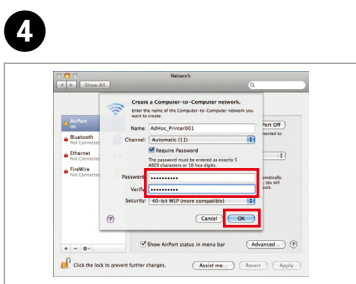 4
Network
Show All
Create a Computer-to-Computer network.
Enter the name of the Computer-to-Computer network you
want to create.
AirPort
On
Port Off
Name: AdHoc_Printer001
Channel: Automatic (11)
Bluetooth
Not Connected
Require Password
The password must be entered as exactly 5
ASCII characters or 10 hex digits.
Ethernet
Not Connected
FireWire
Not Connected
Password: ••••••••••
Verify: ••••••••••
Security: 40-bit WEP (more compatible)
? Cancel OK
+ −
Show AirPort status in menu bar
Advanced... ?
Click the lock to prevent further changes.
Assist me... Revert Apply